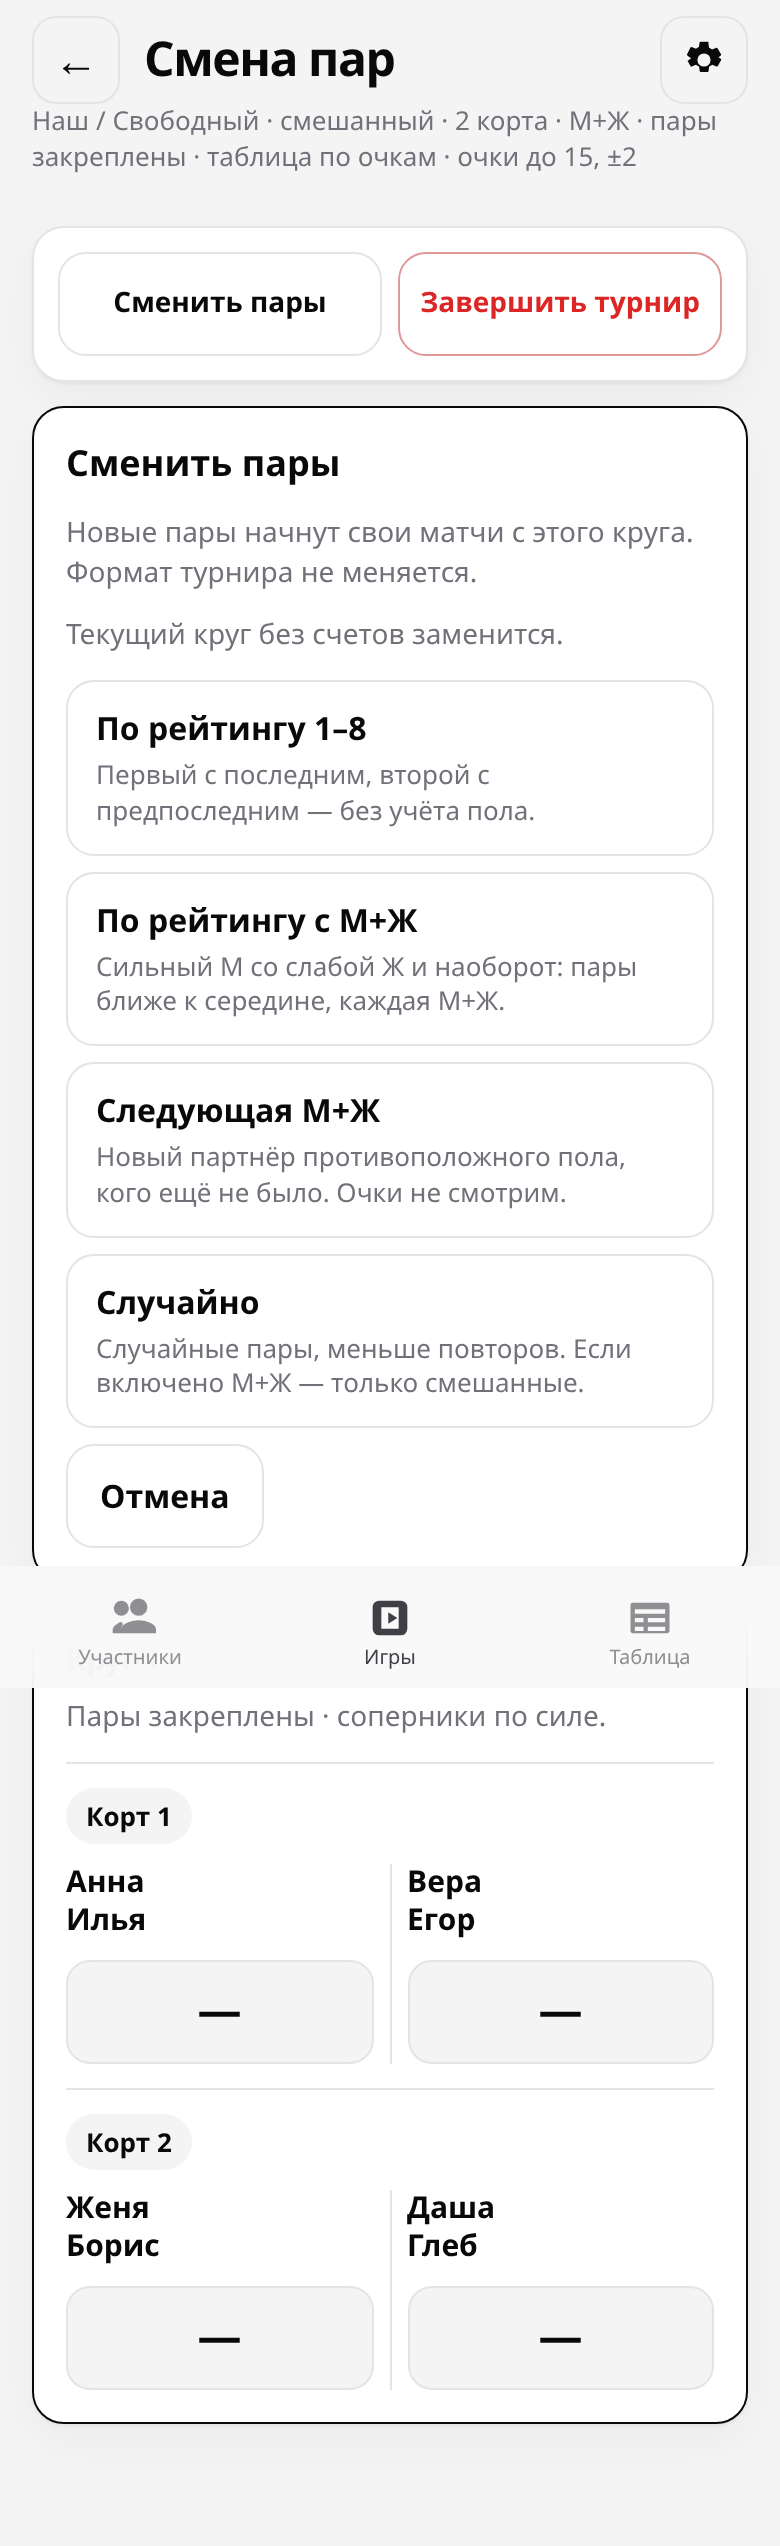 ← Смена пар
Наш / Свободный · смешанный · 2 корта · М+Ж · пары
закреплены · таблица по очкам · очки до 15, ±2
Сменить пары
Завершить турнир
Сменить пары
Новые пары начнут свои матчи с этого круга.
Формат турнира не меняется.
Текущий круг без счетов заменится.
По рейтингу 1–8
Первый с последним, второй с
предпоследним — без учёта пола.
По рейтингу с М+Ж
Сильный М со слабой Ж и наоборот: пары
ближе к середине, каждая М+Ж.
Следующая М+Ж
Новый партнёр противоположного пола,
кого ещё не было. Очки не смотрим.
Случайно
Случайные пары, меньше повторов. Если
включено М+Ж — только смешанные.
Отмена
Участники
Игры
Таблица
Пары закреплены · соперники по силе.
Корт 1
Анна
Илья
Вера
Егор
—
—
Корт 2
Женя
Борис
Даша
Глеб
—
—